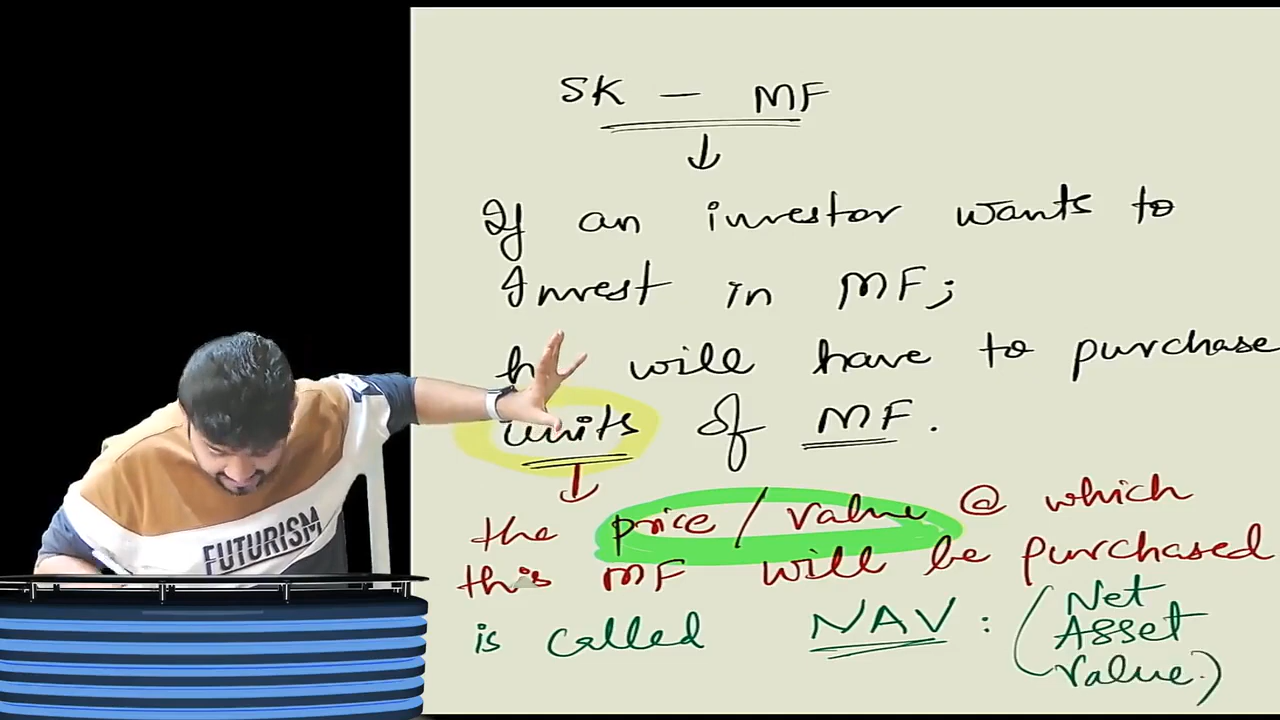 SK - MF
↓
If an investor wants to
Invest in MF;
will have to purchase
units of MF.
↓
the price / value @ which
this MF will be purchased
is called NAV : (Net Asset Value.)
FUTURISM